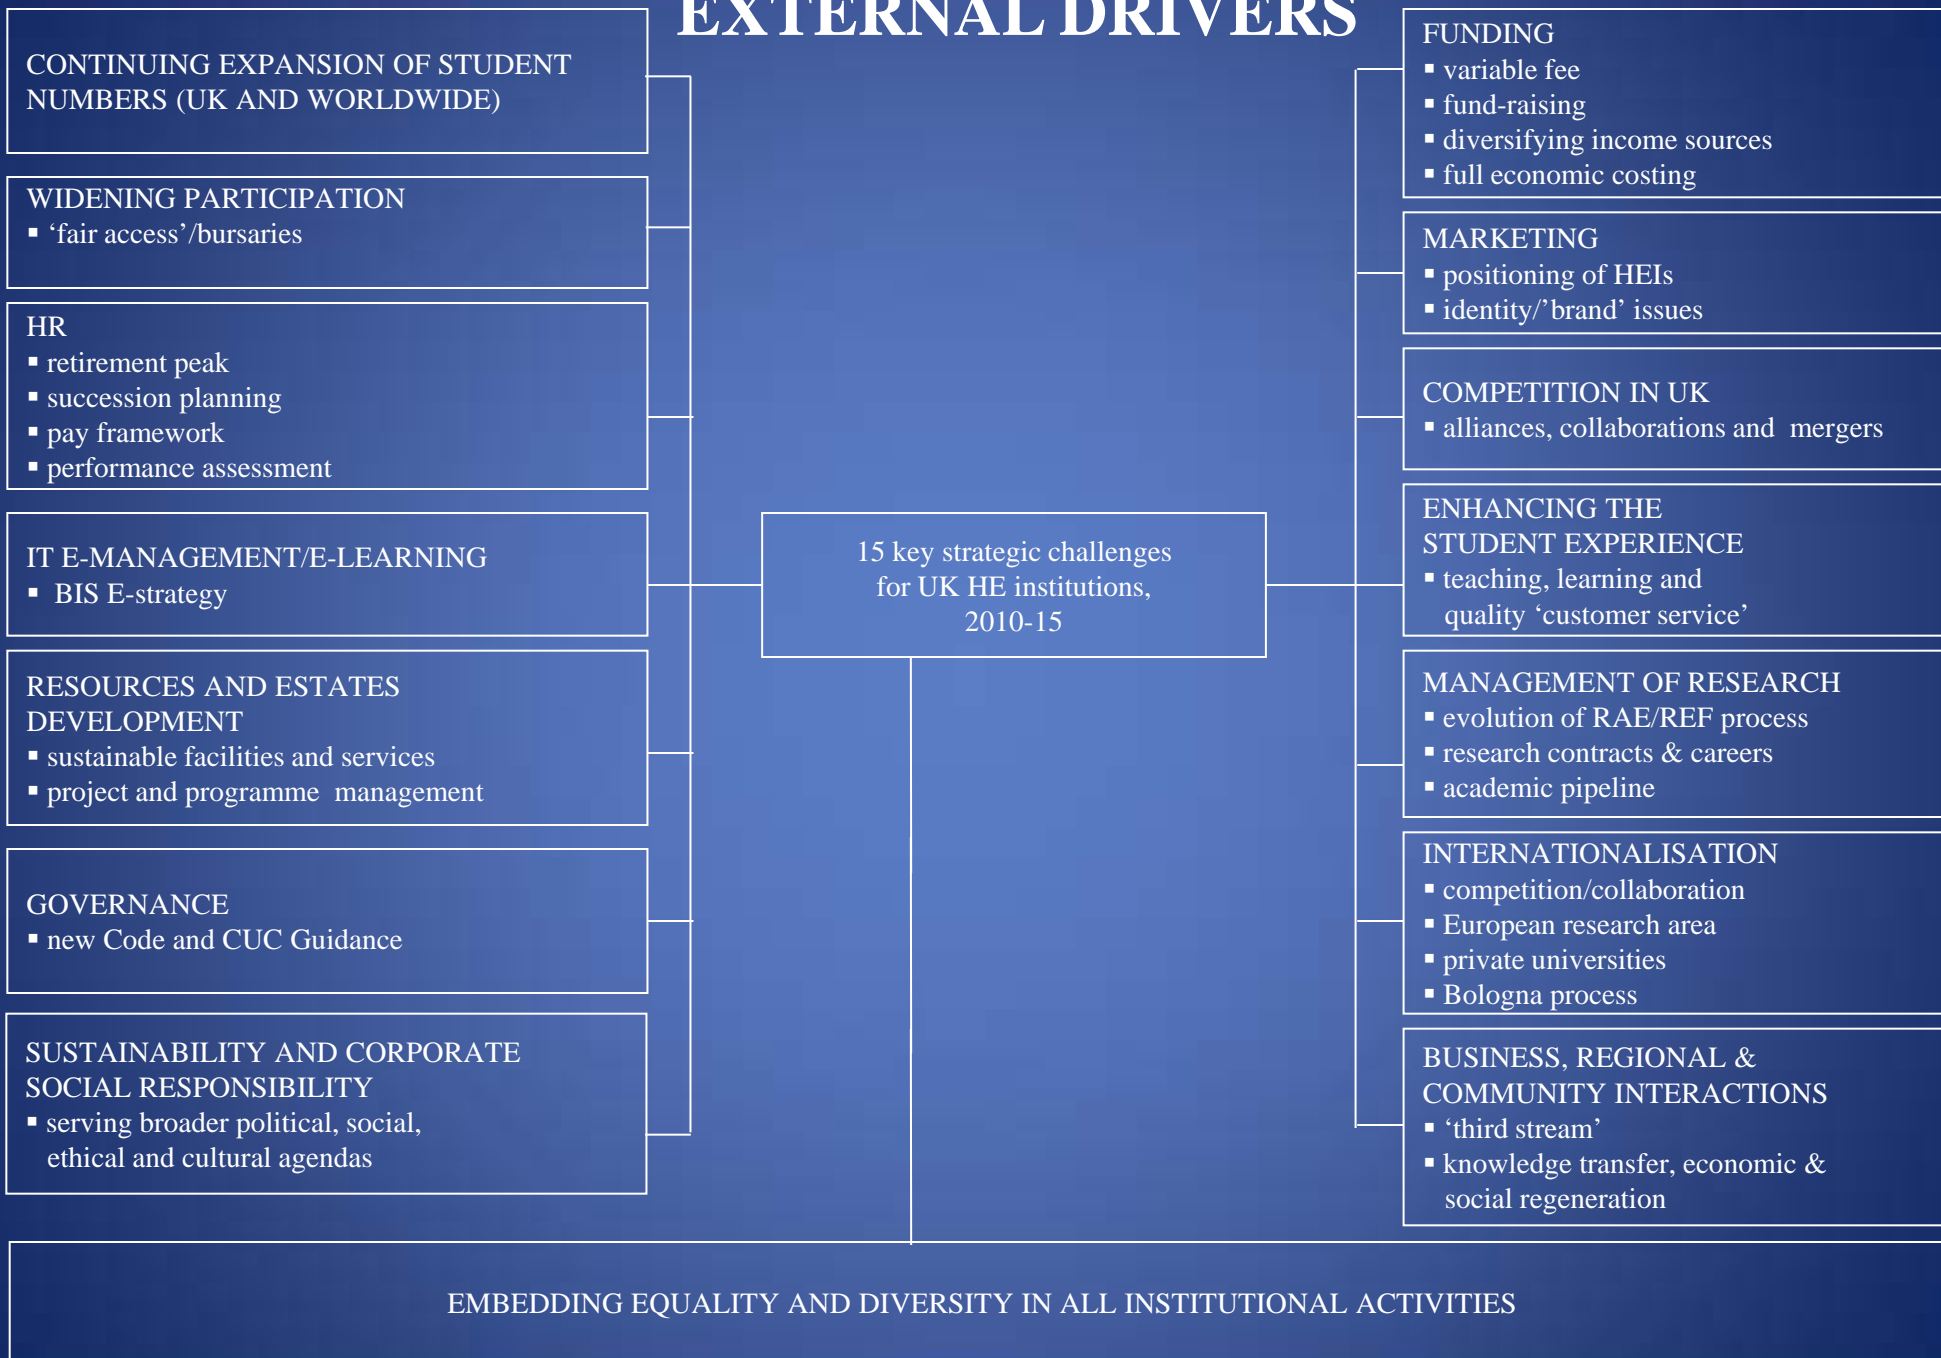 EXTERNAL DRIVERS
CONTINUING EXPANSION OF STUDENT
NUMBERS (UK AND WORLDWIDE)
WIDENING PARTICIPATION
▪ ‘fair access’/bursaries
HR
▪ retirement peak
▪ succession planning
▪ pay framework
▪ performance assessment
IT E-MANAGEMENT/E-LEARNING
▪ BIS E-strategy
RESOURCES AND ESTATES
DEVELOPMENT
▪ sustainable facilities and services
▪ project and programme management
GOVERNANCE
▪ new Code and CUC Guidance
SUSTAINABILITY AND CORPORATE
SOCIAL RESPONSIBILITY
▪ serving broader political, social,
ethical and cultural agendas
15 key strategic challenges
for UK HE institutions,
2010-15
FUNDING
▪ variable fee
▪ fund-raising
▪ diversifying income sources
▪ full economic costing
MARKETING
▪ positioning of HEIs
▪ identity/’brand’ issues
COMPETITION IN UK
▪ alliances, collaborations and mergers
ENHANCING THE
STUDENT EXPERIENCE
▪ teaching, learning and
quality ‘customer service’
MANAGEMENT OF RESEARCH
▪ evolution of RAE/REF process
▪ research contracts & careers
▪ academic pipeline
INTERNATIONALISATION
▪ competition/collaboration
▪ European research area
▪ private universities
▪ Bologna process
BUSINESS, REGIONAL &
COMMUNITY INTERACTIONS
▪ ‘third stream’
▪ knowledge transfer, economic &
social regeneration
EMBEDDING EQUALITY AND DIVERSITY IN ALL INSTITUTIONAL ACTIVITIES